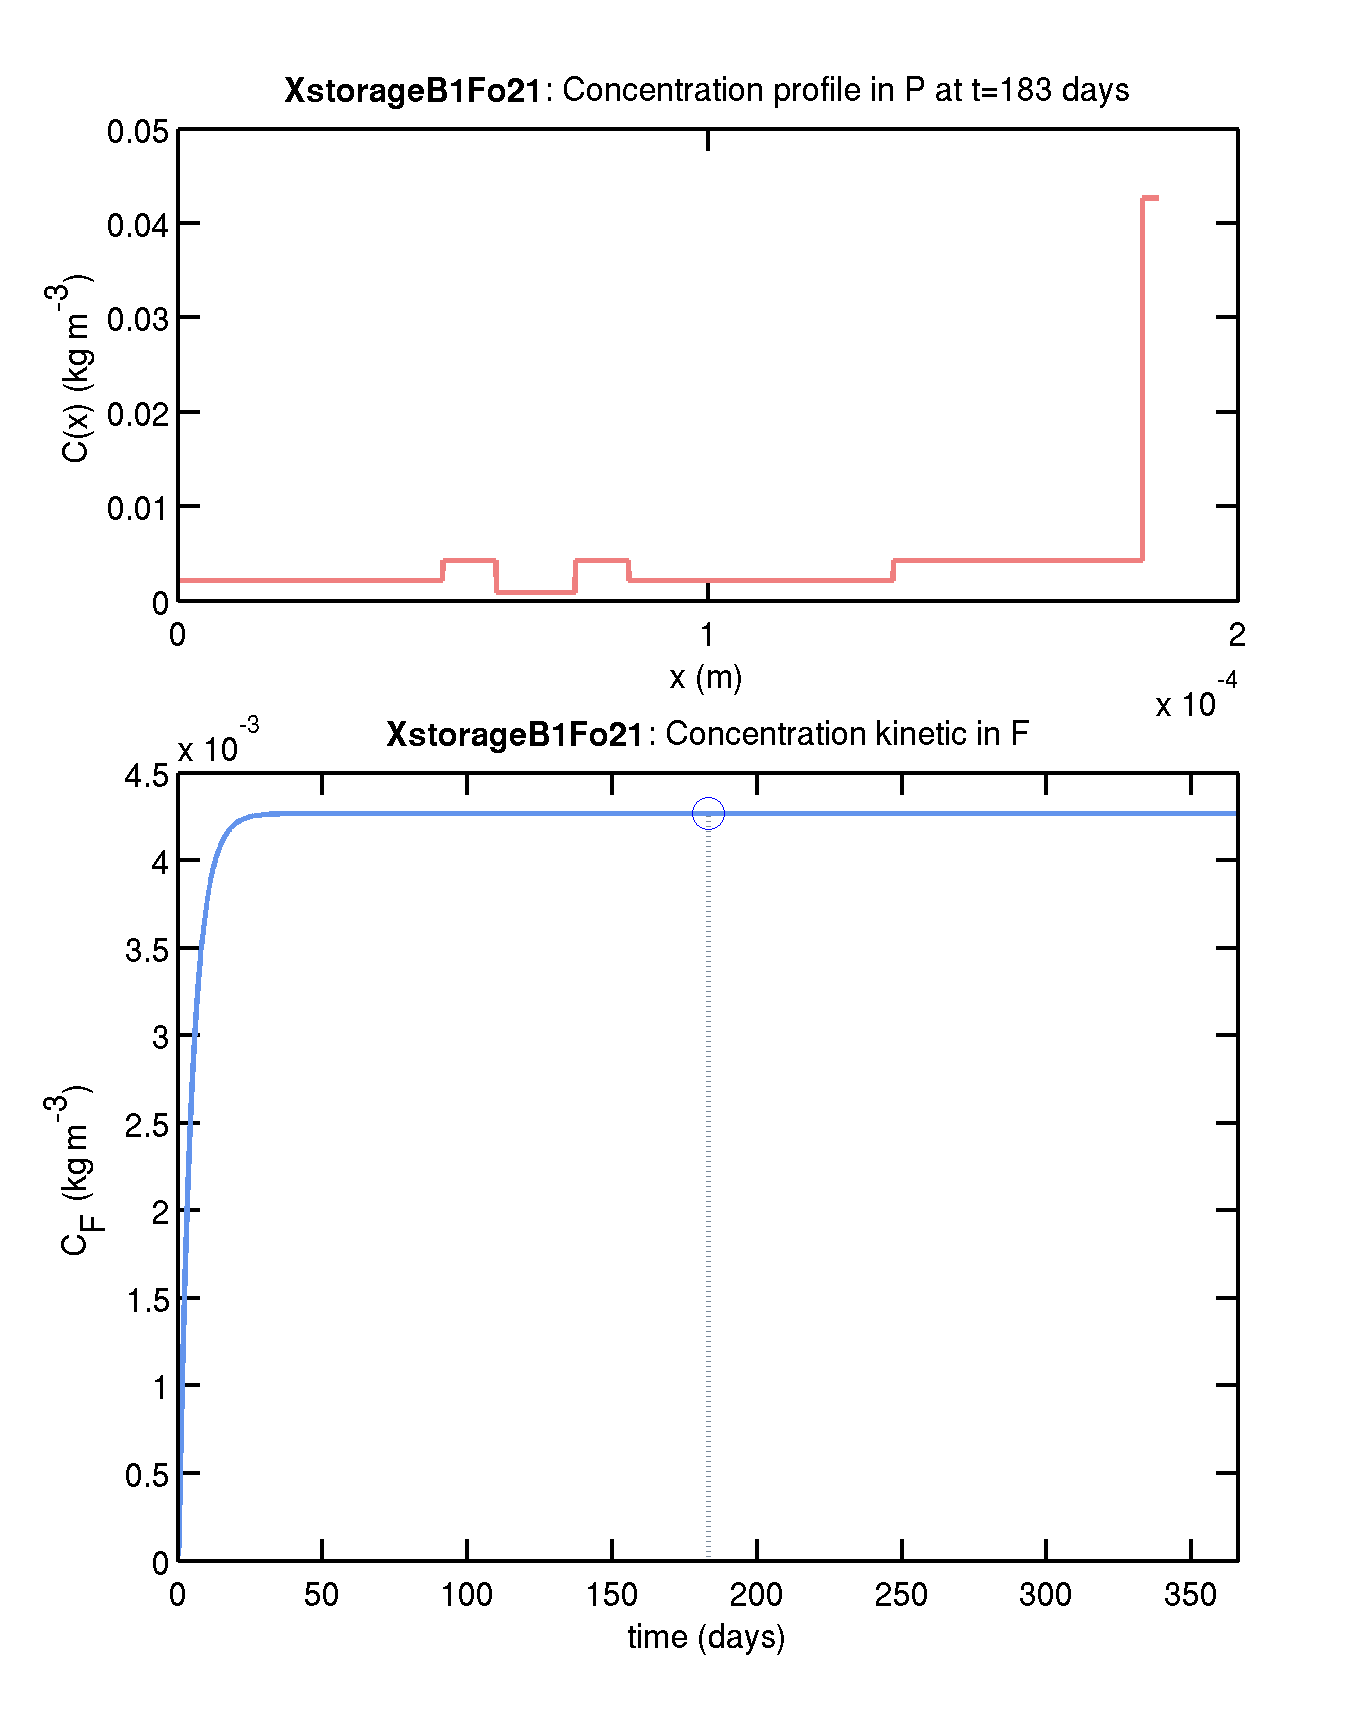 XstorageB1Fo21: Concentration profile in P at t=183 days
0.05
0.04
0.03
0.02
0.01
0
C(x) (kg m-3)
0 1 2
x (m)
x 10-4
XstorageB1Fo21: Concentration kinetic in F
x 10-3
4.5
4
3.5
3
2.5
2
1.5
1
0.5
0
CF (kg m-3)
0 50 100 150 200 250 300 350
time (days)